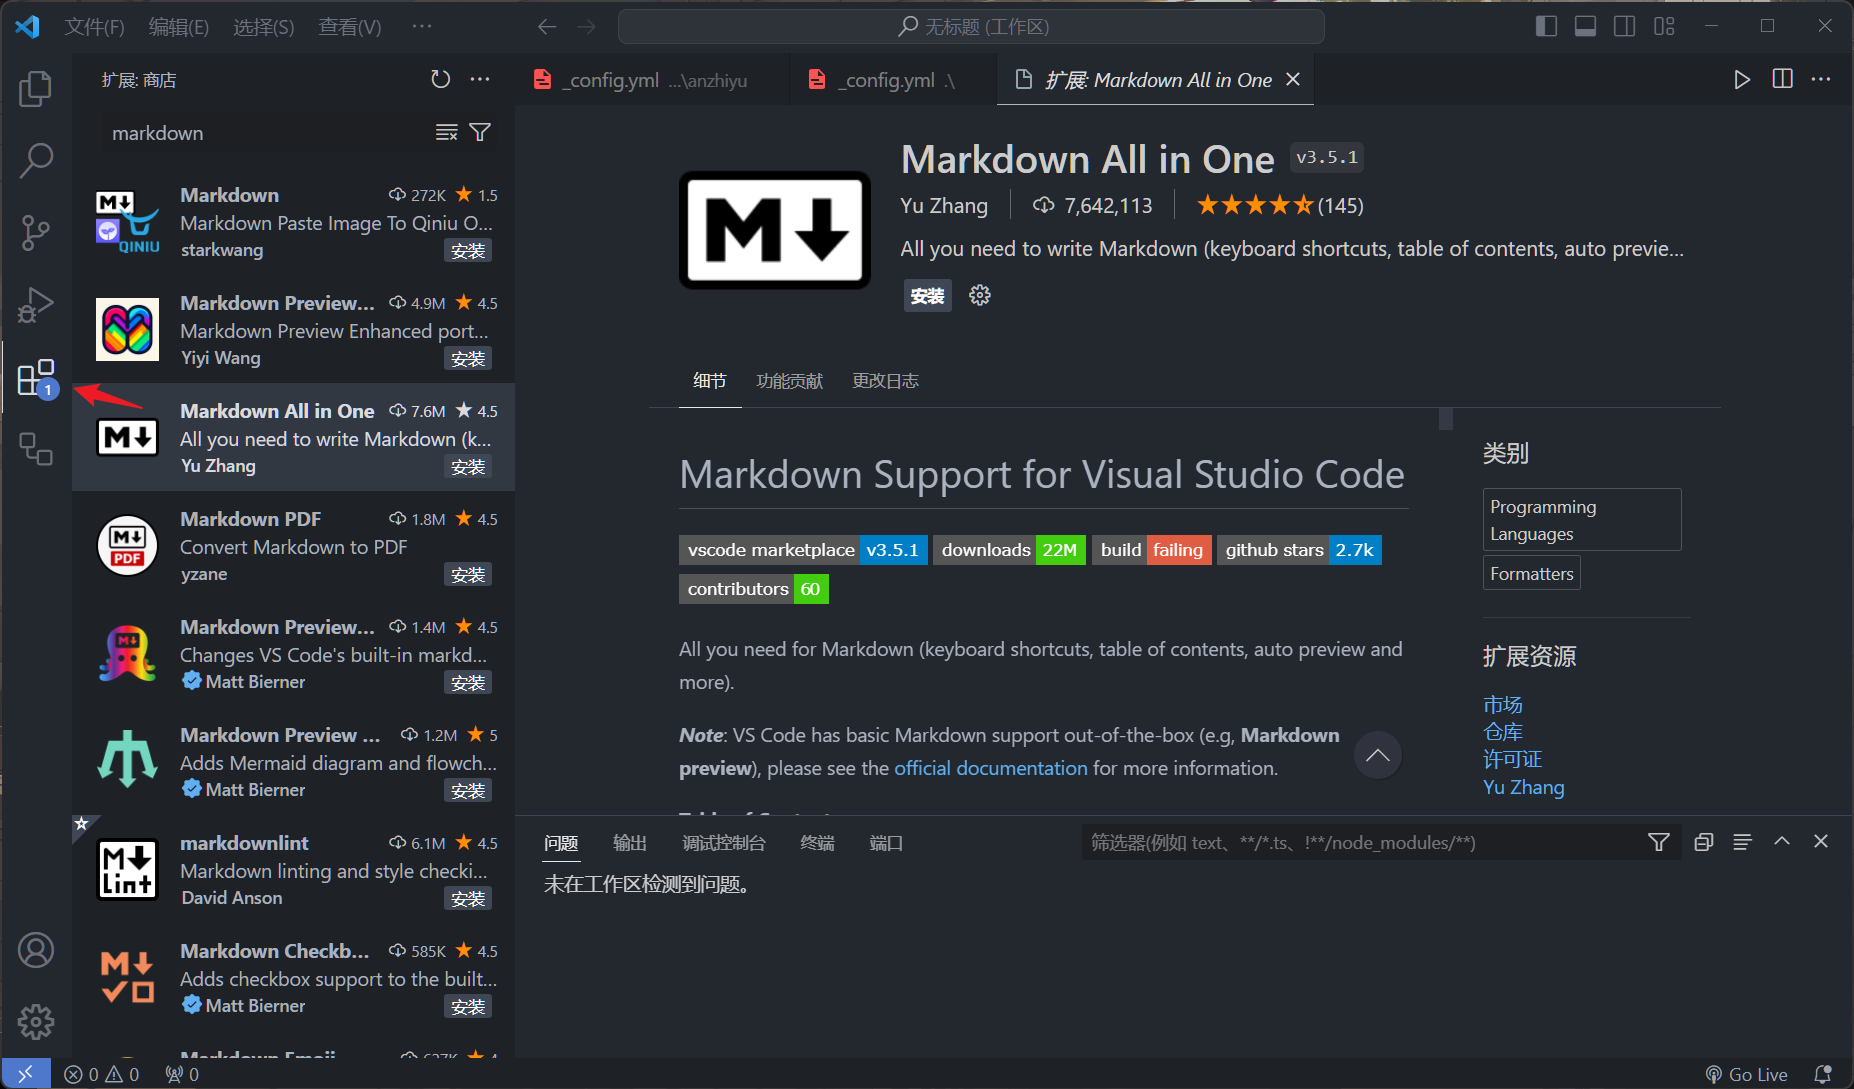 文件(F) 编辑(E) 选择(S) 查看(V) ··· 无标题 (工作区)
扩展: 商店
markdown
Markdown 272K 1.5
Markdown Paste Image To Qiniu O...
starkwang 安装
QINIU
Markdown Preview... 4.9M 4.5
Markdown Preview Enhanced port...
Yiyi Wang 安装
1
Markdown All in One 7.6M 4.5
All you need to write Markdown (k...
Yu Zhang 安装
Markdown PDF 1.8M 4.5
Convert Markdown to PDF
yzane 安装
PDF
Markdown Preview... 1.4M 4.5
Changes VS Code's built-in markd...
Matt Bierner 安装
Markdown Preview ... 1.2M 5
Adds Mermaid diagram and flowch...
Matt Bierner 安装
markdownlint 6.1M 4.5
Markdown linting and style checki...
David Anson 安装
Markdown Checkb... 585K 4.5
Adds checkbox support to the built...
Matt Bierner 安装
_config.yml ...\anzhiyu
_config.yml .\
扩展: Markdown All in One
M
Markdown All in One v3.5.1
Yu Zhang 7,642,113 (145)
All you need to write Markdown (keyboard shortcuts, table of contents, auto previe...
安装
细节 功能贡献 更改日志
Markdown Support for Visual Studio Code
vscode marketplace v3.5.1 downloads 22M build failing github stars 2.7k
contributors 60
All you need for Markdown (keyboard shortcuts, table of contents, auto preview and
more).
Note: VS Code has basic Markdown support out-of-the-box (e.g, Markdown
preview), please see the official documentation for more information.
类别
Programming
Languages
Formatters
扩展资源
市场
仓库
许可证
Yu Zhang
问题 输出 调试控制台 终端 端口 筛选器(例如 text、**/*.ts、!**/node_modules/**)
未在工作区检测到问题。
0 0 0 Go Live